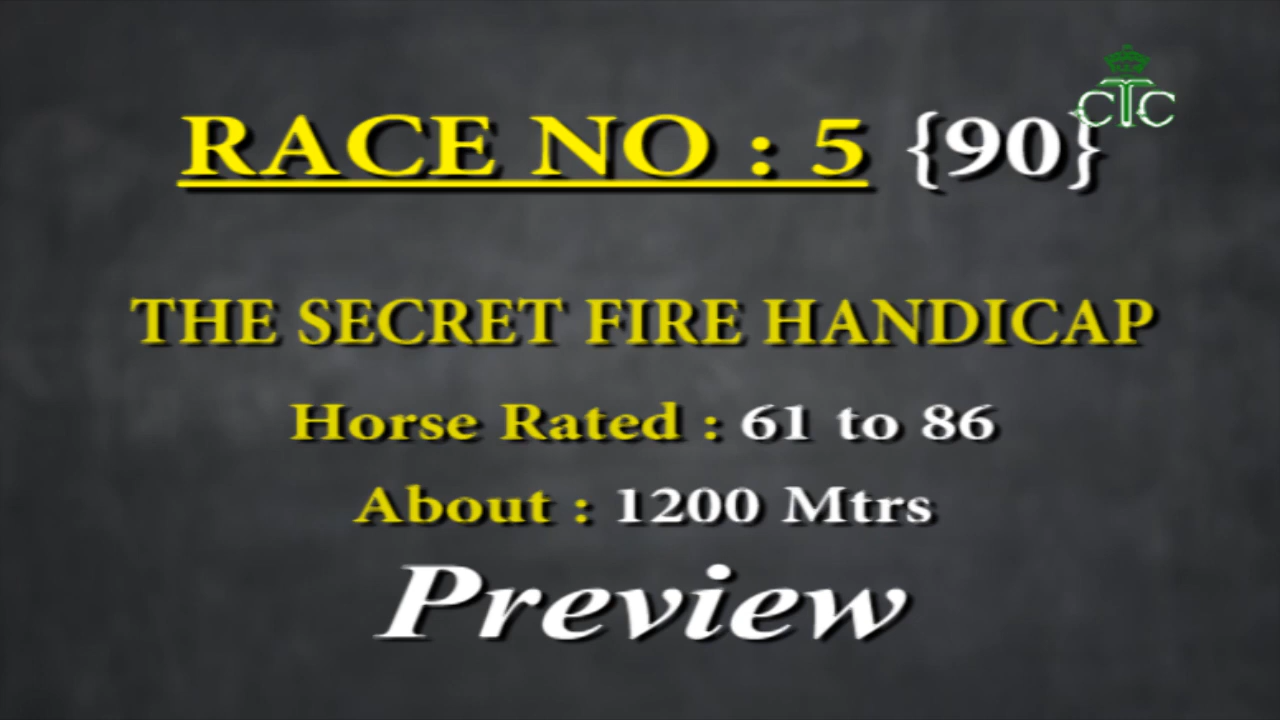 RACE NO : 5 {90}
CTC
THE SECRET FIRE HANDICAP
Horse Rated : 61 to 86
About : 1200 Mtrs
Preview